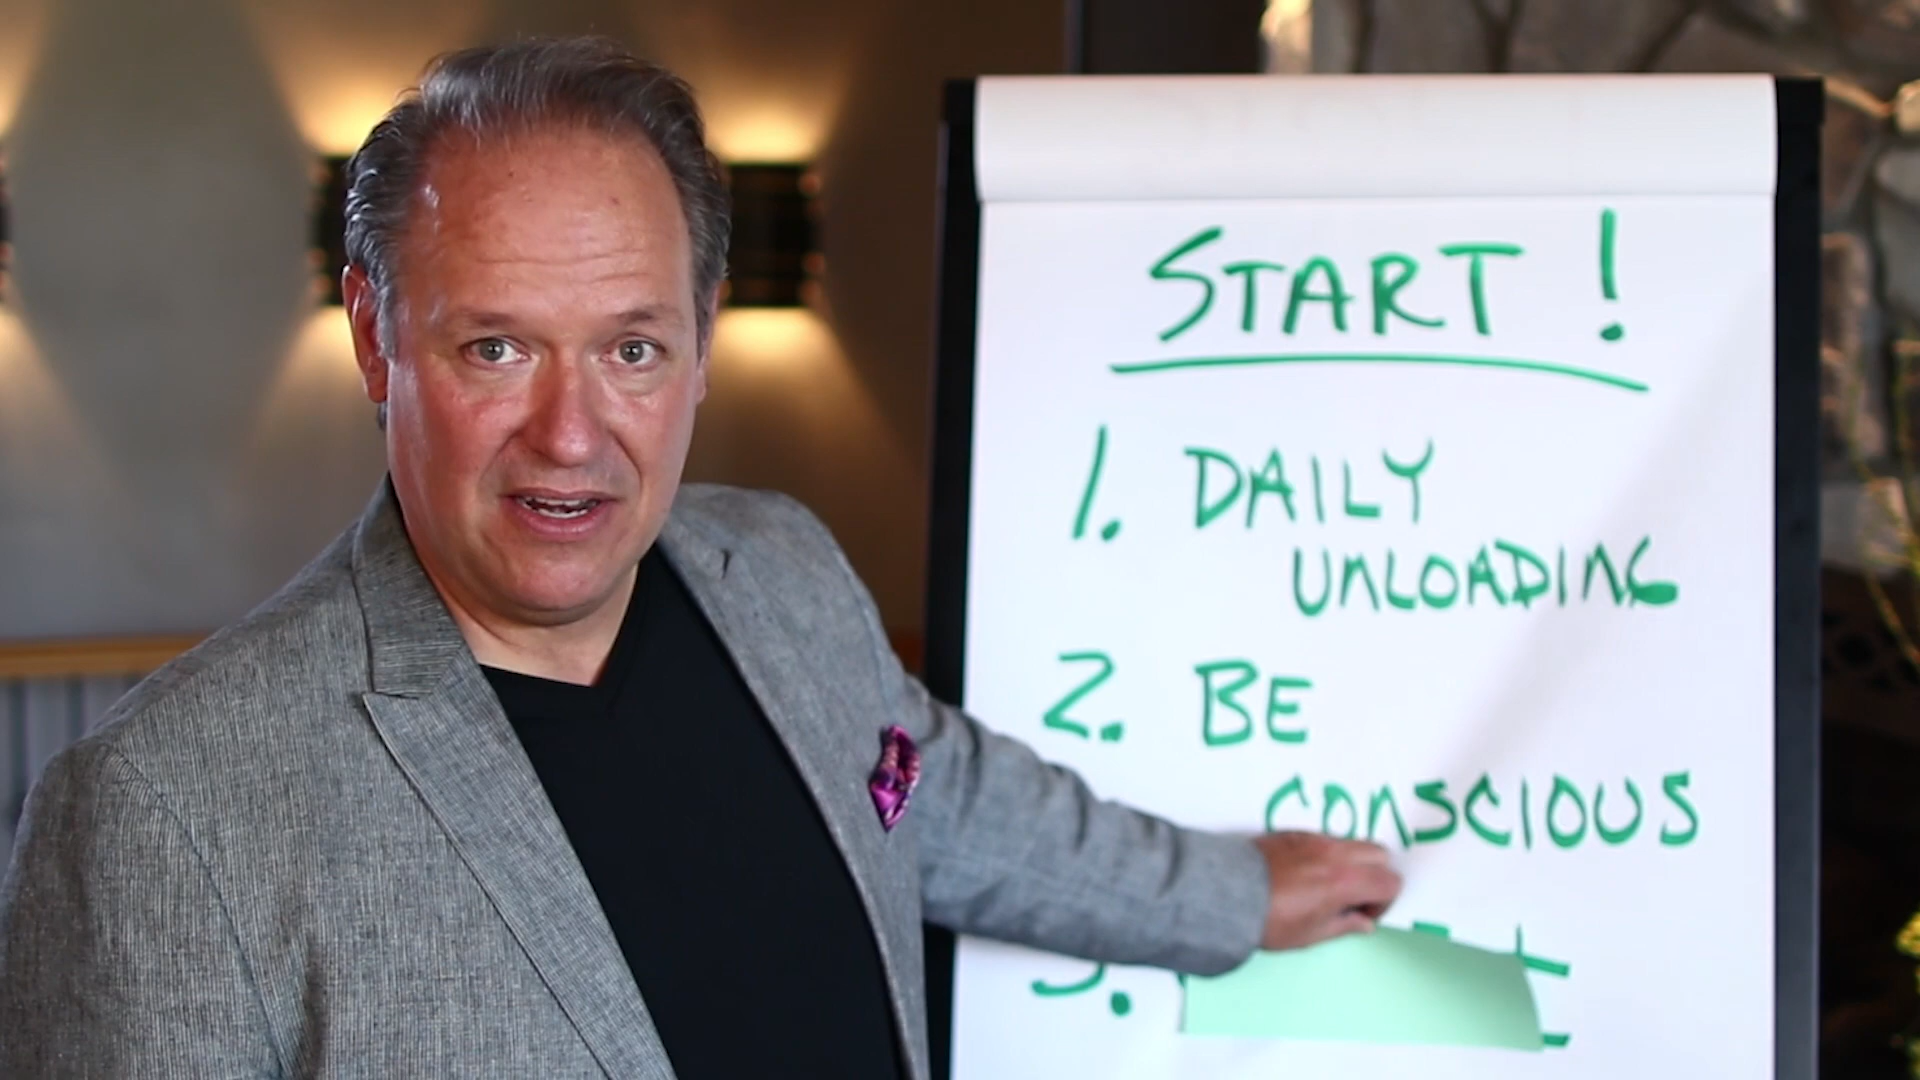 START!
1. DAILY
UNLOADING
2. BE
CONSCIOUS
3.